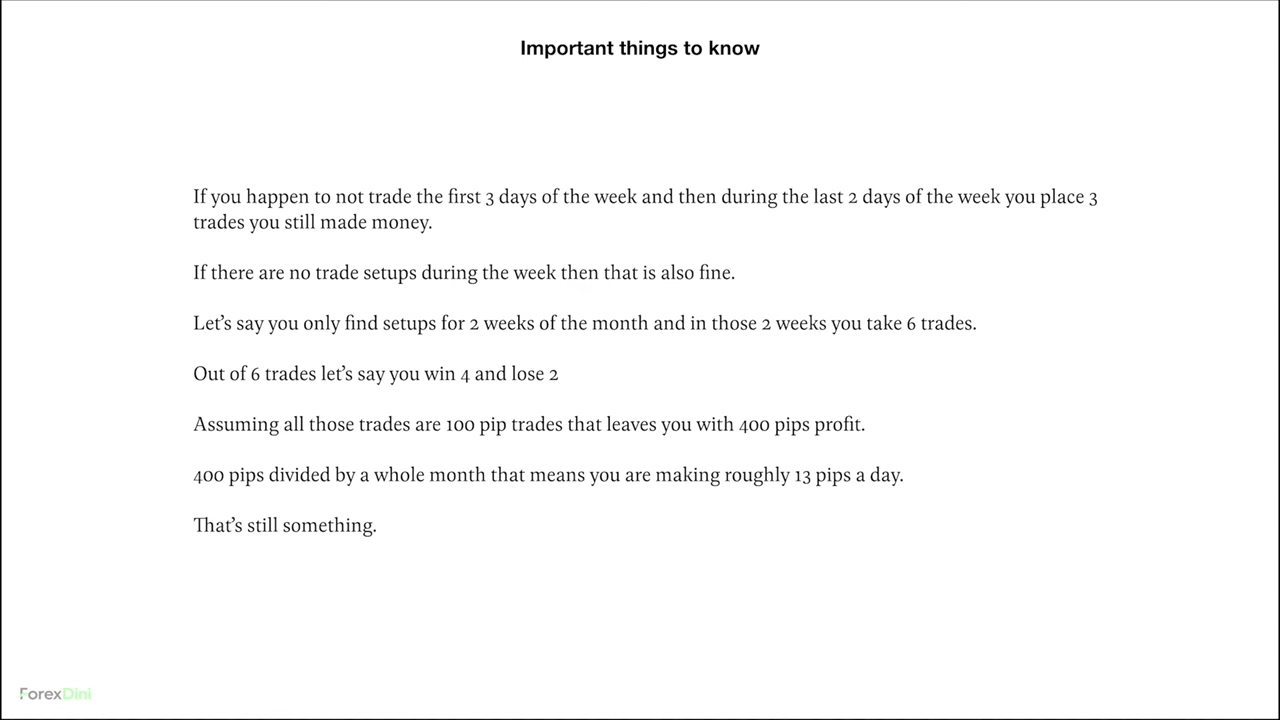 Important things to know
If you happen to not trade the first 3 days of the week and then during the last 2 days of the week you place 3
trades you still made money.
If there are no trade setups during the week then that is also fine.
Let’s say you only find setups for 2 weeks of the month and in those 2 weeks you take 6 trades.
Out of 6 trades let’s say you win 4 and lose 2
Assuming all those trades are 100 pip trades that leaves you with 400 pips profit.
400 pips divided by a whole month that means you are making roughly 13 pips a day.
That’s still something.
ForexDini